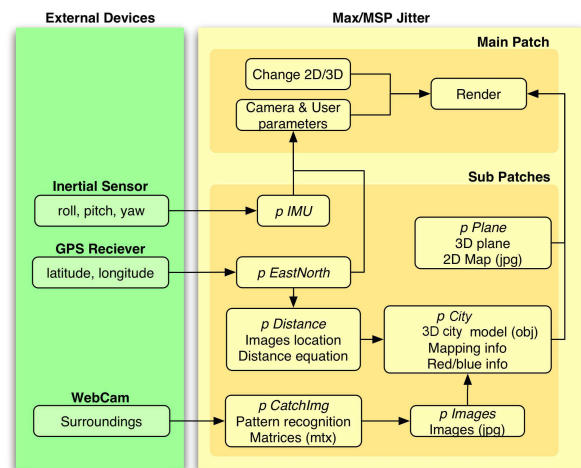 External Devices
Max/MSP Jitter
Main Patch
Change 2D/3D
Camera & User
parameters
Render
Inertial Sensor
roll, pitch, yaw
Sub Patches
p IMU
p Plane
3D plane
2D Map (jpg)
GPS Reciever
latitude, longitude
p EastNorth
p Distance
Images location
Distance equation
p City
3D city model (obj)
Mapping info
Red/blue info
WebCam
Surroundings
p CatchImg
Pattern recognition
Matrices (mtx)
p Images
Images (jpg)